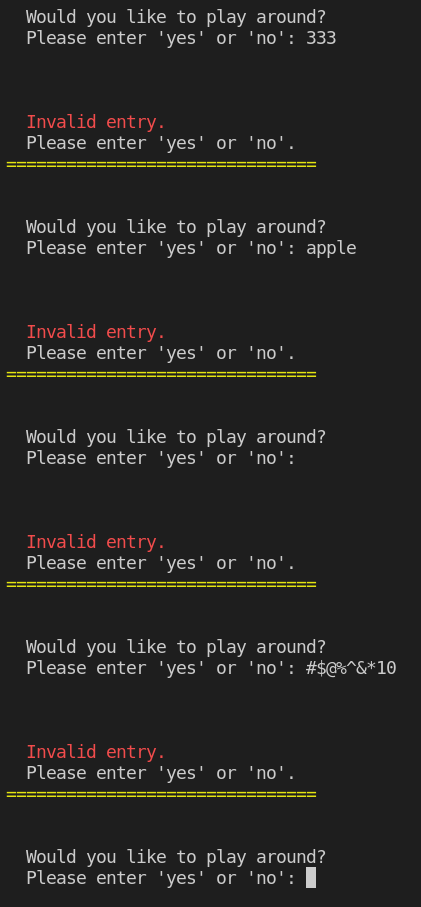 Would you like to play around?
Please enter 'yes' or 'no': 333
Invalid entry.
Please enter 'yes' or 'no'.
===============================
Would you like to play around?
Please enter 'yes' or 'no': apple
Invalid entry.
Please enter 'yes' or 'no'.
===============================
Would you like to play around?
Please enter 'yes' or 'no':
Invalid entry.
Please enter 'yes' or 'no'.
===============================
Would you like to play around?
Please enter 'yes' or 'no': #$@%^&*10
Invalid entry.
Please enter 'yes' or 'no'.
===============================
Would you like to play around?
Please enter 'yes' or 'no':